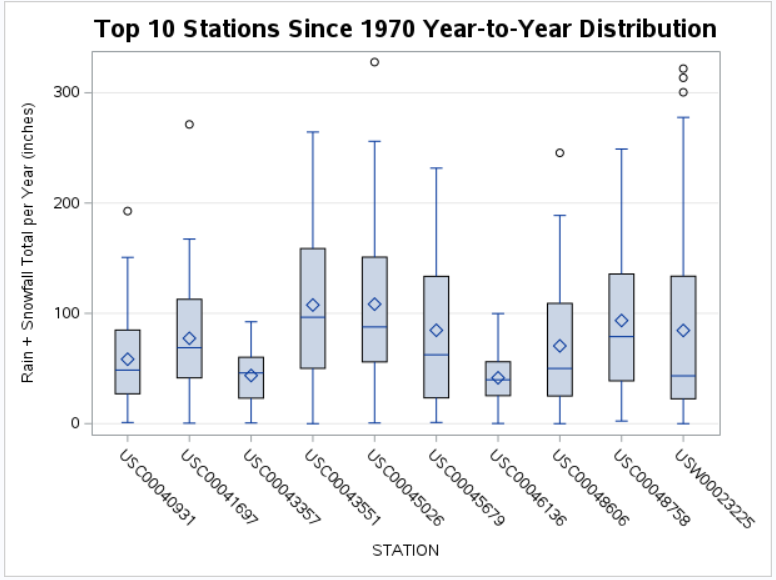 Top 10 Stations Since 1970 Year-to-Year Distribution
Rain + Snowfall Total per Year (inches)
300
200
100
0
USC00040931
USC00041697
USC00043357
USC00043551
USC00045026
USC00045679
USC00046136
USC00048606
USC00048758
USW00023225
STATION